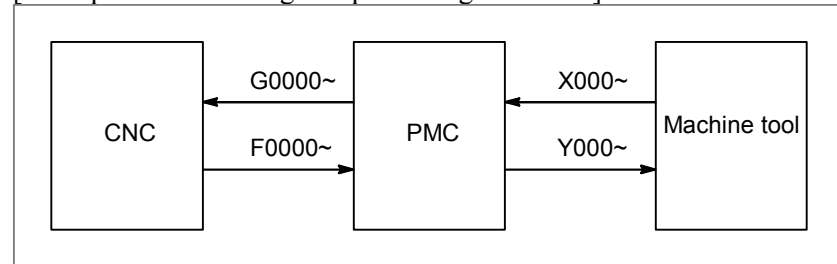 G0000~
X000~
CNC
PMC
Machine tool
F0000~
Y000~